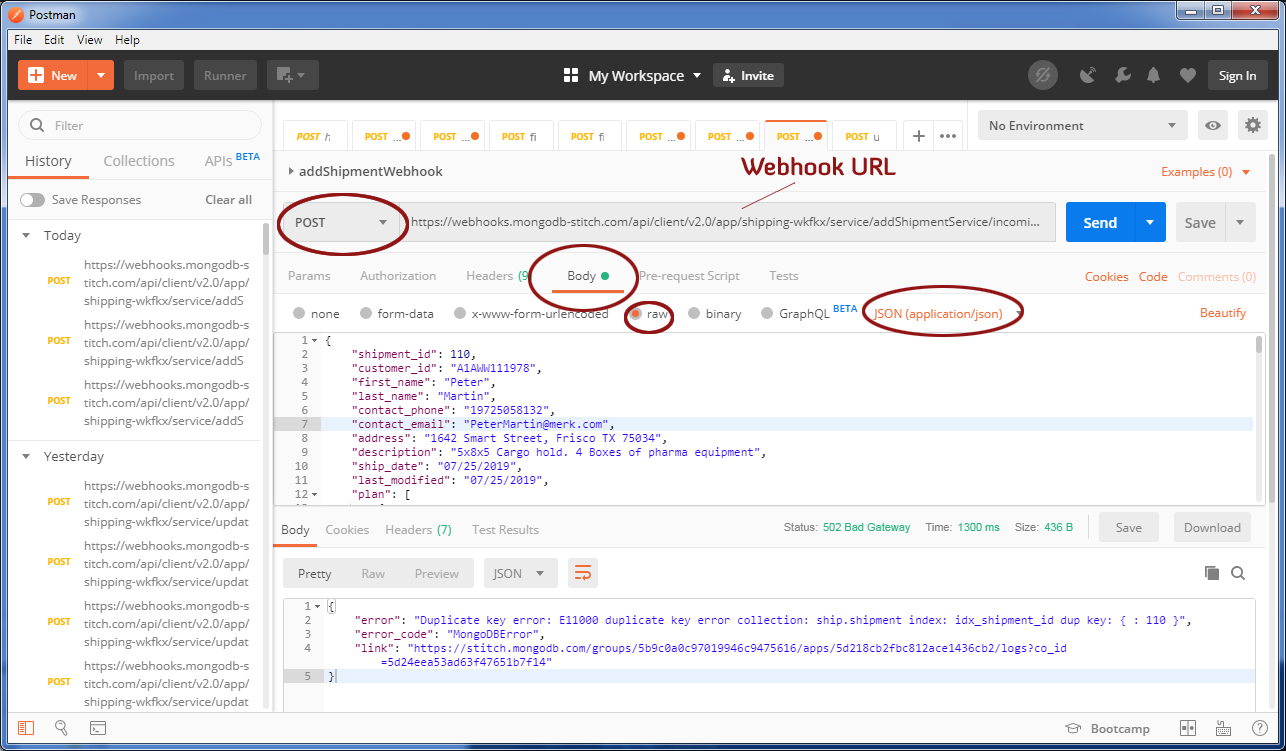 Postman
File Edit View Help
New Import Runner My Workspace Invite Sign In
Filter
History Collections APIs BETA
Save Responses Clear all
Today
POST https://webhooks.mongodb-s
titch.com/api/client/v2.0/app/
shipping-wkfkx/service/addS
POST https://webhooks.mongodb-s
titch.com/api/client/v2.0/app/
shipping-wkfkx/service/addS
POST https://webhooks.mongodb-s
titch.com/api/client/v2.0/app/
shipping-wkfkx/service/addS
Yesterday
POST https://webhooks.mongodb-s
titch.com/api/client/v2.0/app/
shipping-wkfkx/service/updat
POST https://webhooks.mongodb-s
titch.com/api/client/v2.0/app/
shipping-wkfkx/service/updat
POST https://webhooks.mongodb-s
titch.com/api/client/v2.0/app/
shipping-wkfkx/service/updat
POST https://webhooks.mongodb-s
titch.com/api/client/v2.0/app/
shipping-wkfkx/service/updat
POST h POST ... POST ... POST fi POST fi POST ... POST ... POST ... POST u + ••• No Environment
Webhook URL
addShipmentWebhook Examples (0)
POST https://webhooks.mongodb-stitch.com/api/client/v2.0/app/shipping-wkfkx/service/addShipmentService/incomi... Send Save
Params Authorization Headers (9 Body Pre-request Script Tests Cookies Code Comments (0)
none form-data x-www-form-urlencoded raw binary GraphQL BETA JSON (application/json) Beautify
1 {
2 "shipment_id": 110,
3 "customer_id": "A1AWW111978",
4 "first_name": "Peter",
5 "last_name": "Martin",
6 "contact_phone": "19725058132",
7 "contact_email": "PeterMartin@merk.com",
8 "address": "1642 Smart Street, Frisco TX 75034",
9 "description": "5x8x5 Cargo hold. 4 Boxes of pharma equipment",
10 "ship_date": "07/25/2019",
11 "last_modified": "07/25/2019",
12 "plan": [
Body Cookies Headers (7) Test Results Status: 502 Bad Gateway Time: 1300 ms Size: 436 B Save Download
Pretty Raw Preview JSON
1 {
2 "error": "Duplicate key error: E11000 duplicate key error collection: ship.shipment index: idx_shipment_id dup key: { : 110 }",
3 "error_code": "MongoDBError",
4 "link": "https://stitch.mongodb.com/groups/5b9c0a0c97019946c9475616/apps/5d218cb2fbc812ace1436cb2/logs?co_id
=5d24eea53ad63f47651b7f14"
5 }
Bootcamp